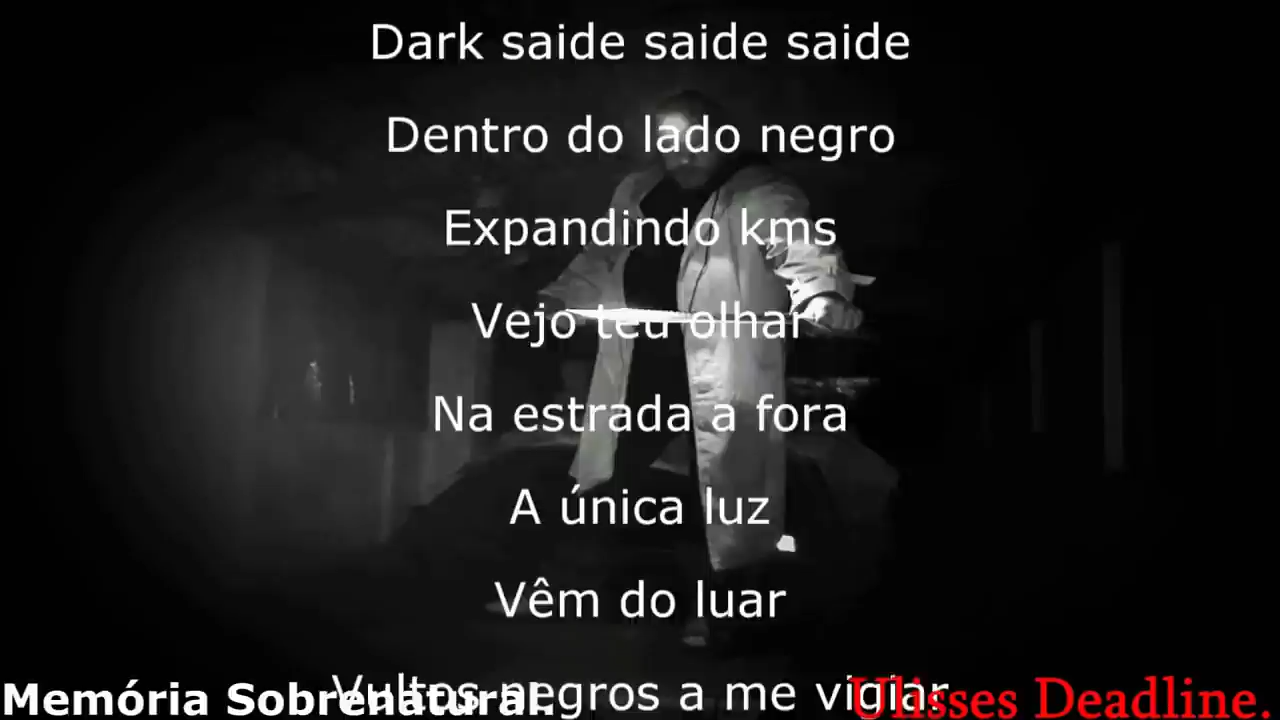 Dark saide saide saide
Dentro do lado negro
Expandindo kms
Vejo teu olhar
Na estrada a fora
A única luz
Vêm do luar
Vultos negros a me vigiar
Memória Sobrenatural.
Ulisses Deadline.